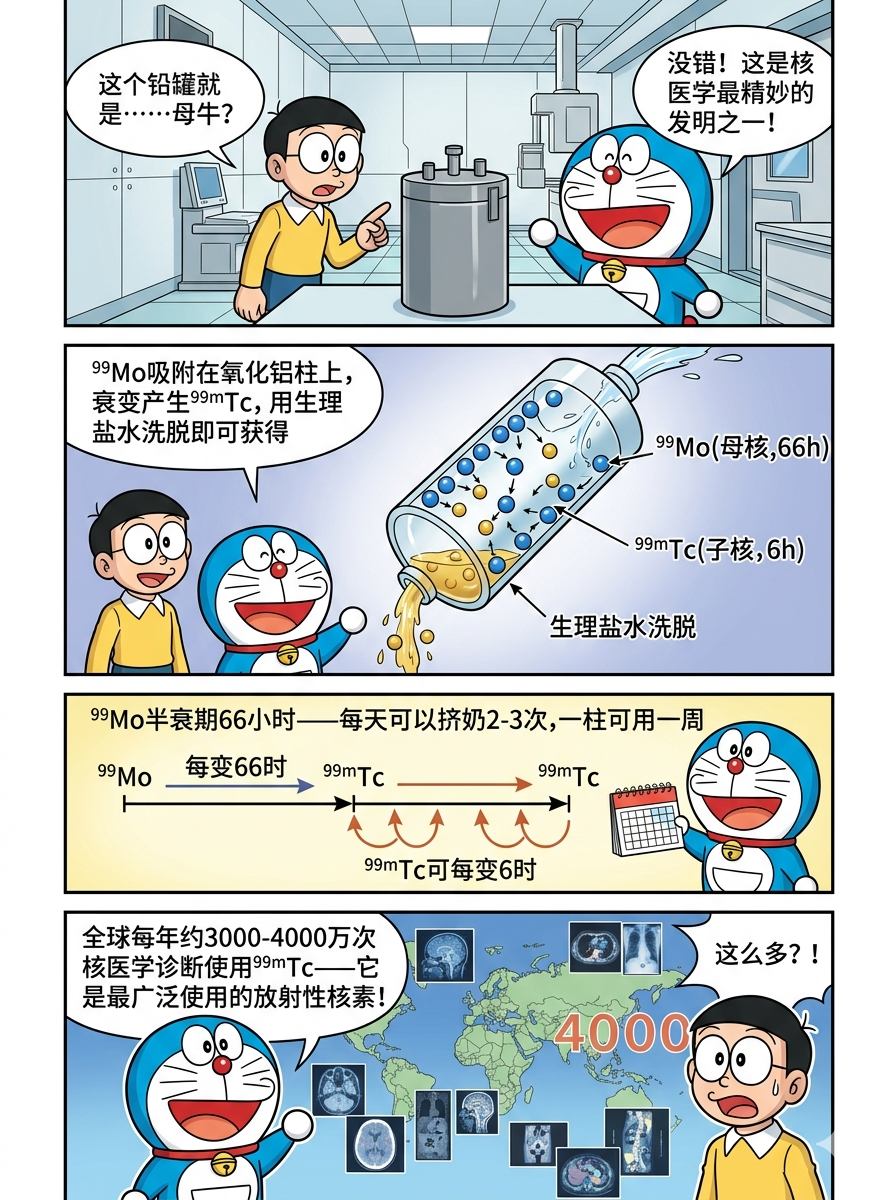 这个铅罐就
是……母牛？
没错！这是核
医学最精妙的
发明之一！
⁹⁹Mo吸附在氧化铝柱上，
衰变产生⁹⁹ᵐTc，用生理
盐水洗脱即可获得
⁹⁹Mo(母核,66h)
⁹⁹ᵐTc(子核,6h)
生理盐水洗脱
⁹⁹Mo半衰期66小时——每天可以挤奶2-3次，一柱可用一周
⁹⁹Mo 每变66时 ⁹⁹ᵐTc ⁹⁹ᵐTc
⁹⁹ᵐTc可每变6时
全球每年约3000-4000万次
核医学诊断使用⁹⁹ᵐTc——它
是最广泛使用的放射性核素！
这么多？！
4000